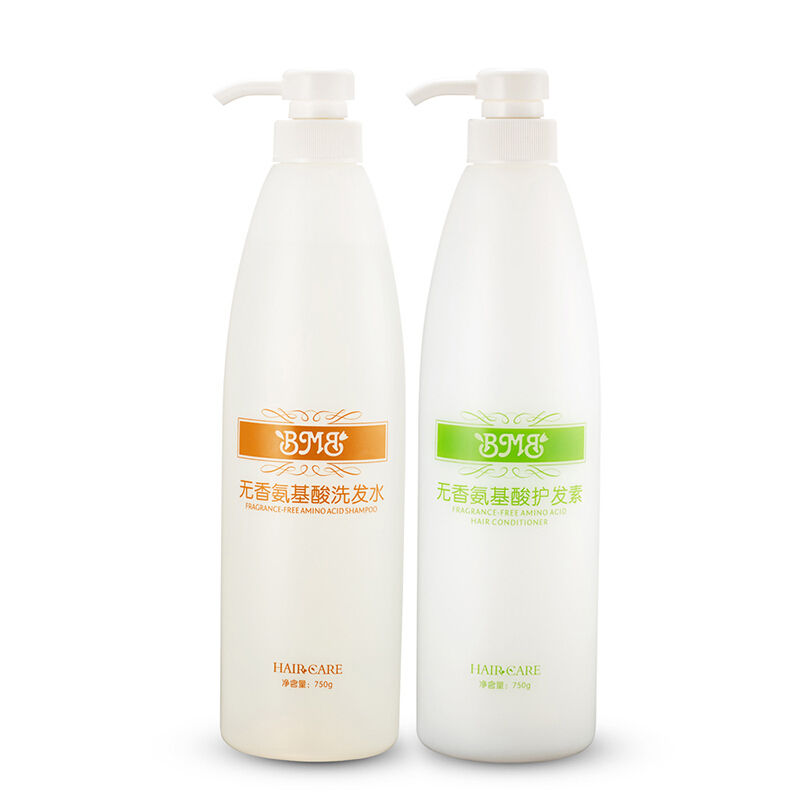 BMB
无香氨基酸洗发水
FRAGRANCE-FREE AMINO ACID SHAMPOO
HAIR CARE
净含量：750g
BMB
无香氨基酸护发素
FRAGRANCE-FREE AMINO ACID
HAIR CONDITIONER
HAIR CARE
净含量：750g